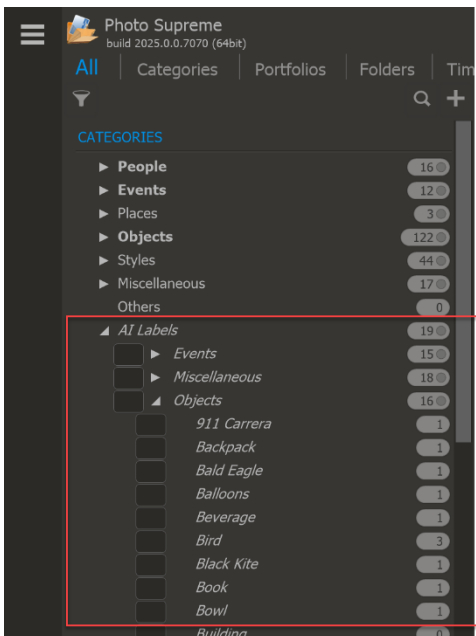 Photo Supreme
build 2025.0.0.7070 (64bit)
All Categories Portfolios Folders Tim
CATEGORIES
People 16
Events 12
Places 3
Objects 122
Styles 44
Miscellaneous 17
Others 0
AI Labels 19
Events 15
Miscellaneous 18
Objects 16
911 Carrera 1
Backpack 1
Bald Eagle 1
Balloons 1
Beverage 1
Bird 3
Black Kite 1
Book 1
Bowl 1
Building 0